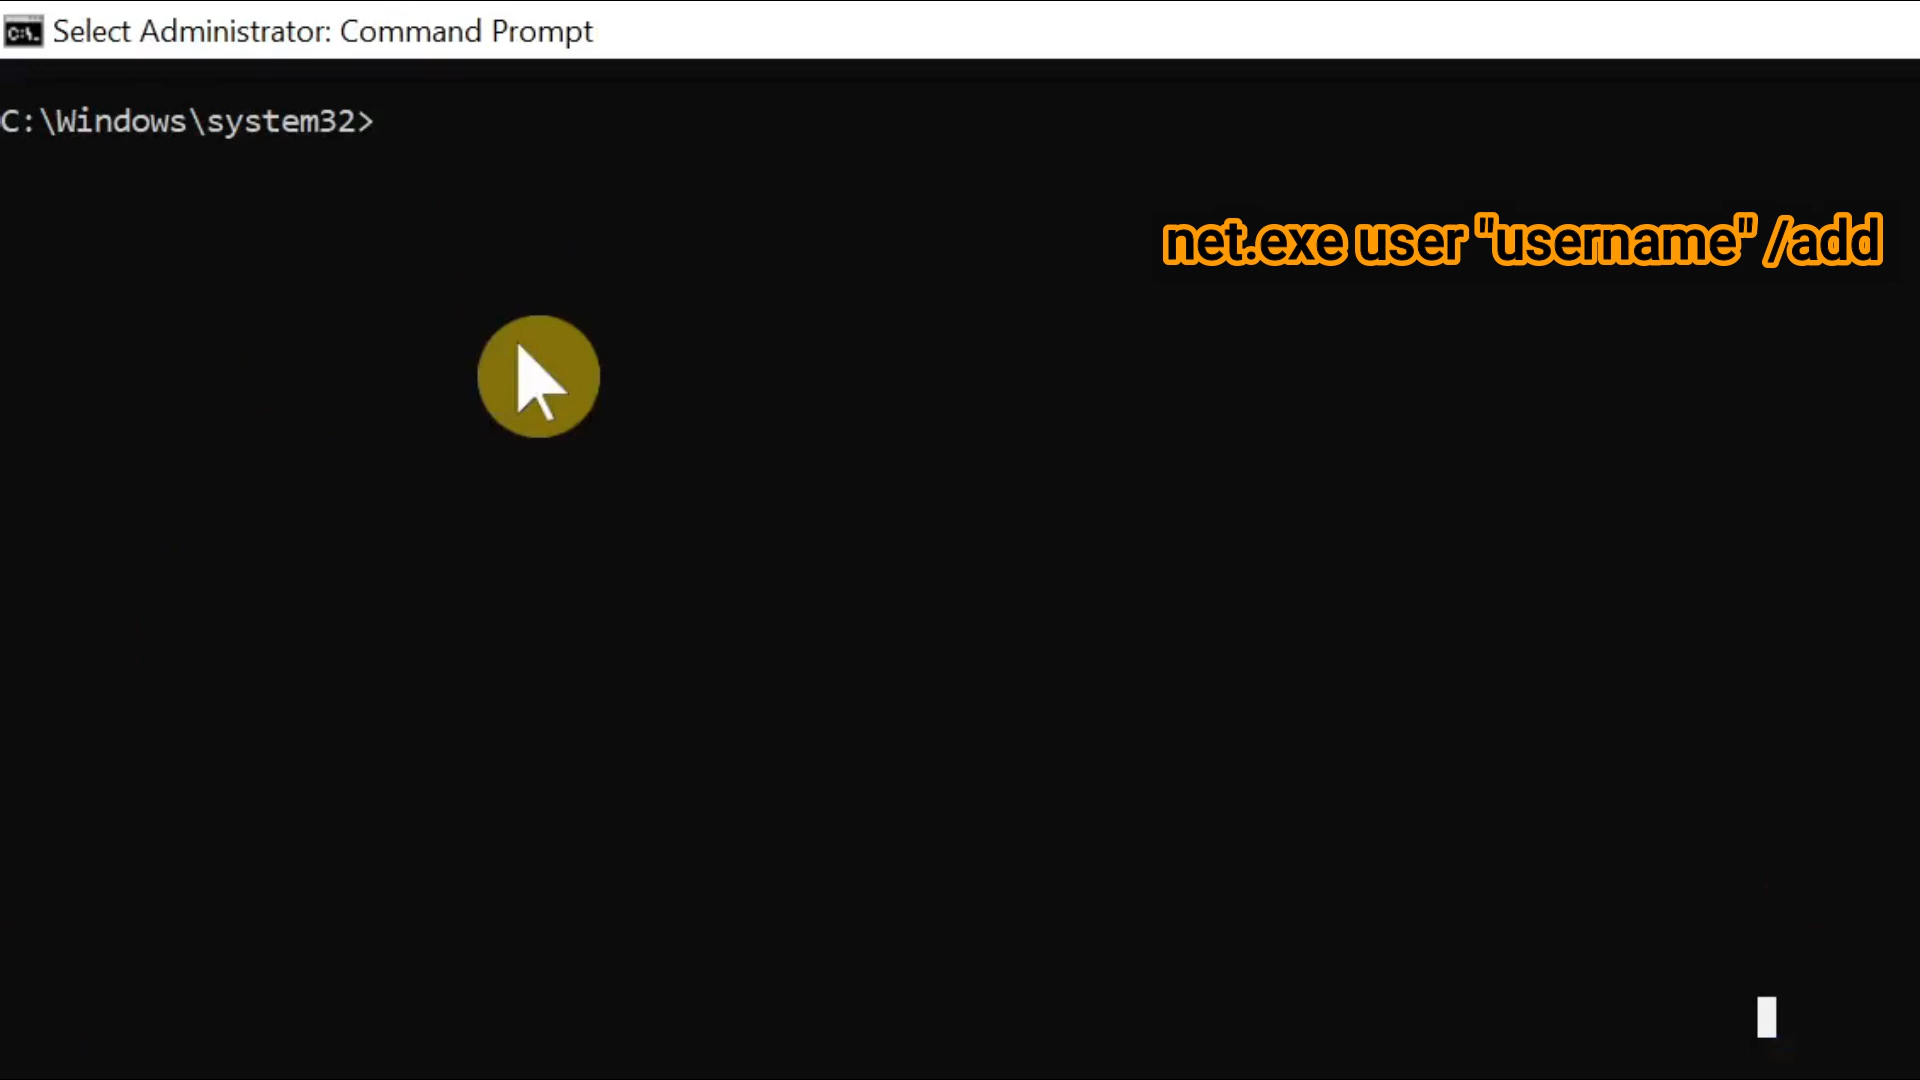 Select Administrator: Command Prompt
C:\Windows\system32>
net.exe user "username" /add